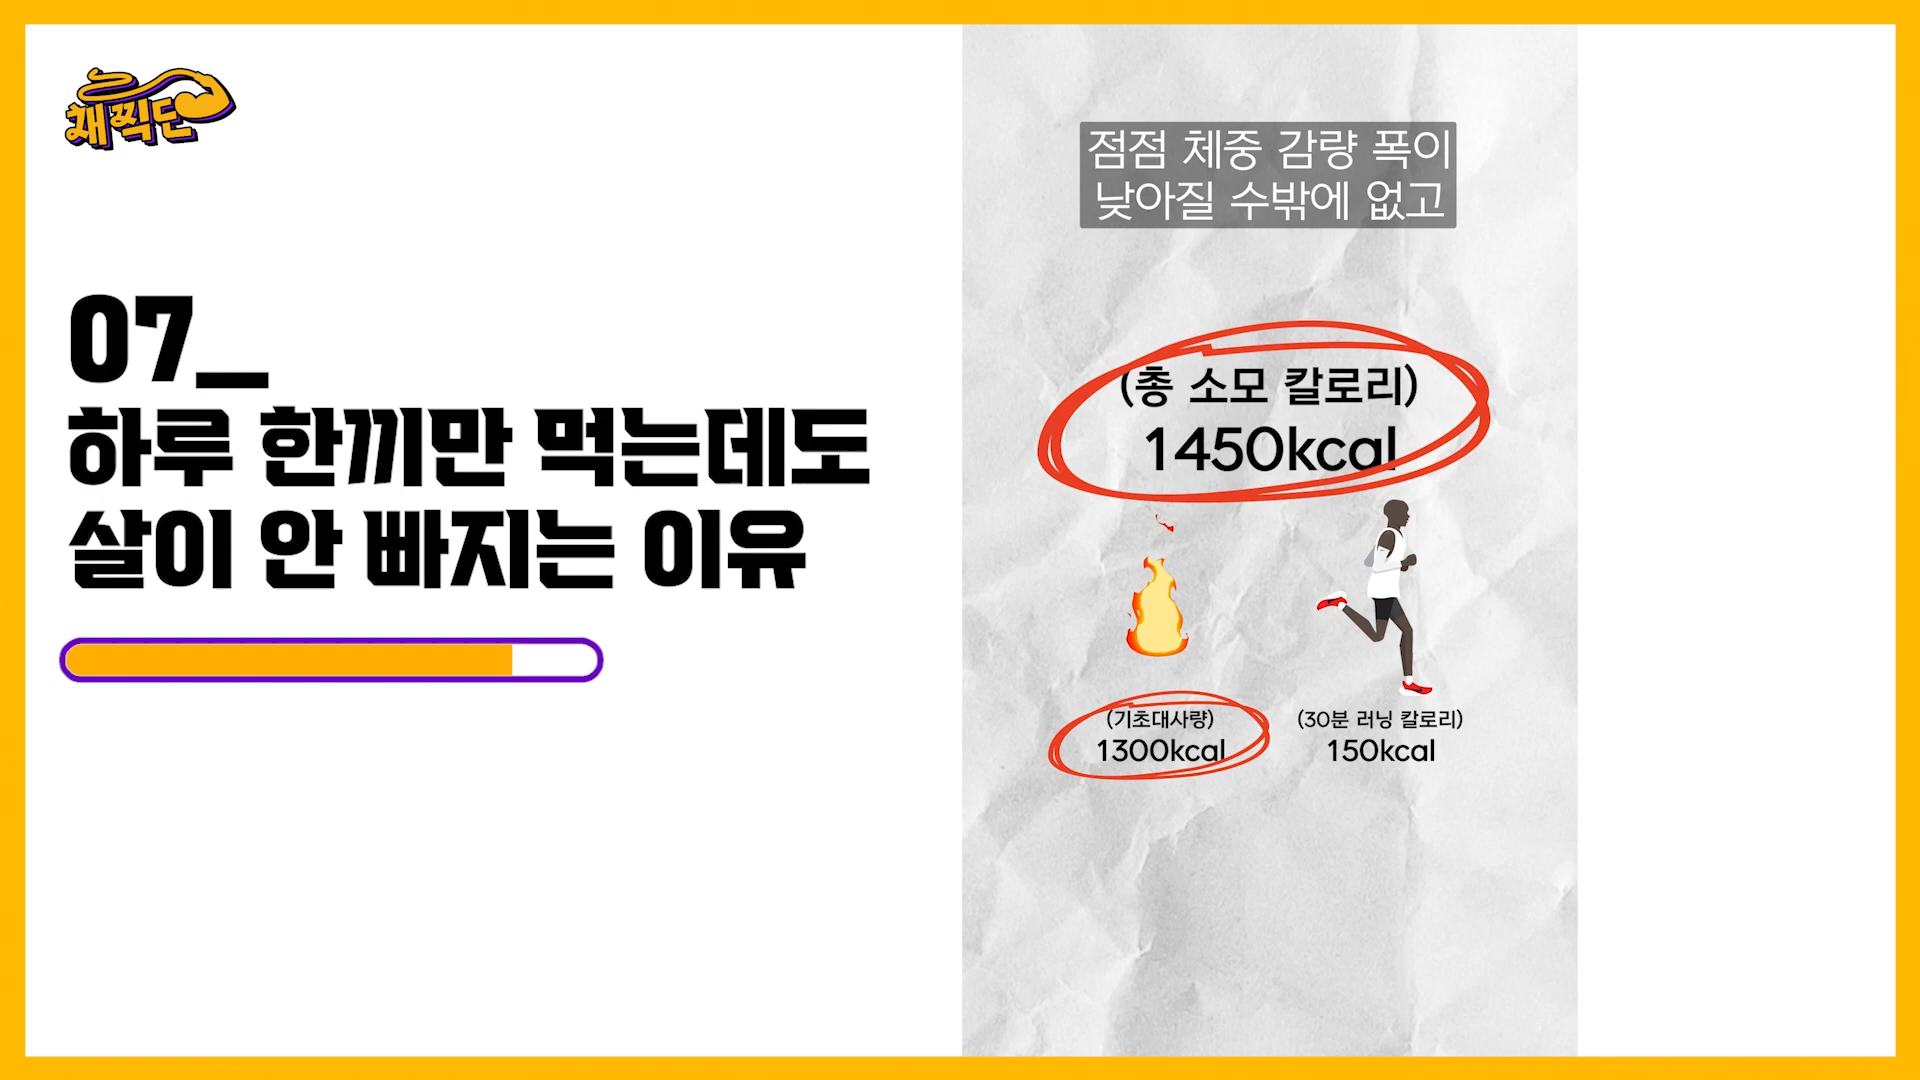 채찍단
07_
하루 한끼만 먹는데도
살이 안 빠지는 이유
점점 체중 감량 폭이
낮아질 수밖에 없고
(총 소모 칼로리)
1450kcal
(기초대사량)
1300kcal
(30분 러닝 칼로리)
150kcal